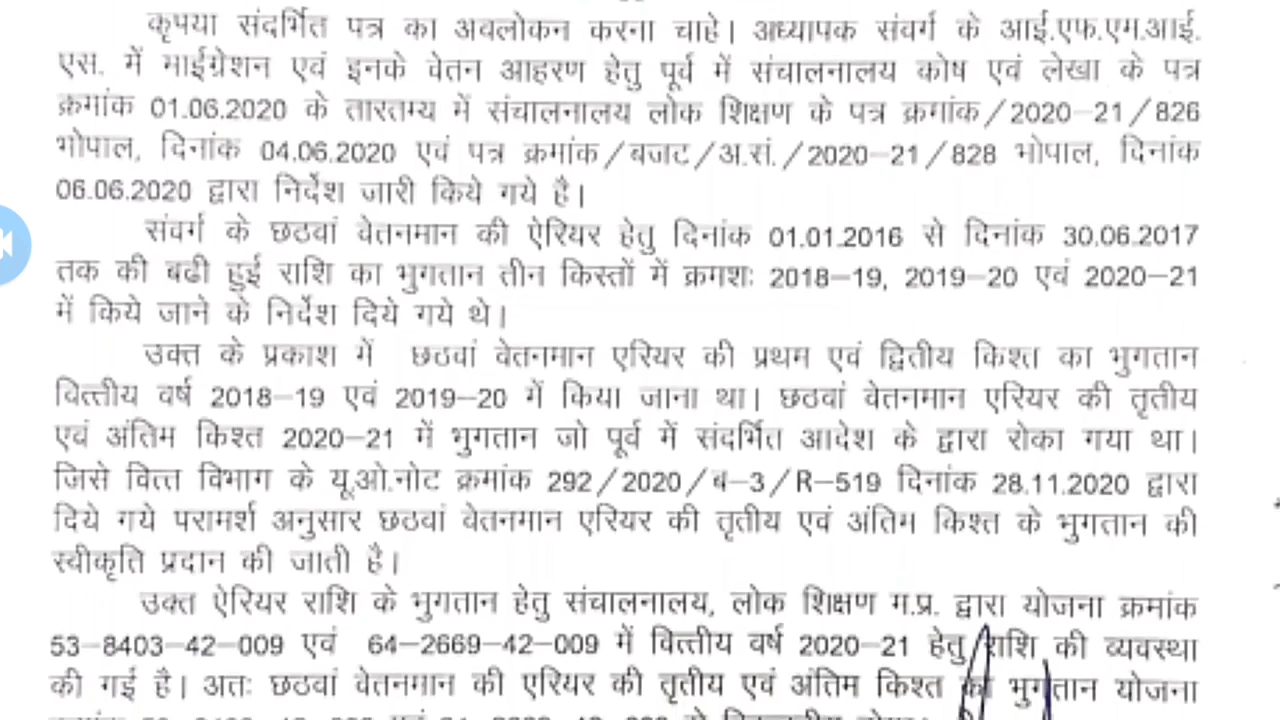 कृपया संदर्भित पत्र का अवलोकन करना चाहे। अध्यापक संवर्ग के आई.एफ.एम.आई.
एस. में माईग्रेशन एवं इनके वेतन आहरण हेतु पूर्व में संचालनालय कोष एवं लेखा के पत्र
क्रमांक 01.06.2020 के तारतम्य में संचालनालय लोक शिक्षण के पत्र क्रमांक/2020-21/826
भोपाल, दिनांक 04.06.2020 एवं पत्र क्रमांक/बजट/अ.सं./2020-21/828 भोपाल, दिनांक
06.06.2020 द्वारा निर्देश जारी किये गये है।
संवर्ग के छठवां वेतनमान की ऐरियर हेतु दिनांक 01.01.2016 से दिनांक 30.06.2017
तक की बढी हुई राशि का भुगतान तीन किस्तों में क्रमशः 2018-19, 2019-20 एवं 2020-21
में किये जाने के निर्देश दिये गये थे।
उक्त के प्रकाश में छठवां वेतनमान एरियर की प्रथम एवं द्वितीय किश्त का भुगतान
वित्तीय वर्ष 2018-19 एवं 2019-20 में किया जाना था। छठवां वेतनमान एरियर की तृतीय
एवं अंतिम किश्त 2020-21 में भुगतान जो पूर्व में संदर्भित आदेश के द्वारा रोका गया था।
जिसे वित्त विभाग के यू.ओ.नोट क्रमांक 292/2020/ब-3/R-519 दिनांक 28.11.2020 द्वारा
दिये गये परामर्श अनुसार छठवां वेतनमान एरियर की तृतीय एवं अंतिम किश्त के भुगतान की
स्वीकृति प्रदान की जाती है।
उक्त ऐरियर राशि के भुगतान हेतु संचालनालय, लोक शिक्षण म.प्र. द्वारा योजना क्रमांक
53-8403-42-009 एवं 64-2669-42-009 में वित्तीय वर्ष 2020-21 हेतु राशि की व्यवस्था
की गई है। अतः छठवां वेतनमान की एरियर की तृतीय एवं अंतिम किश्त का भुगतान योजना